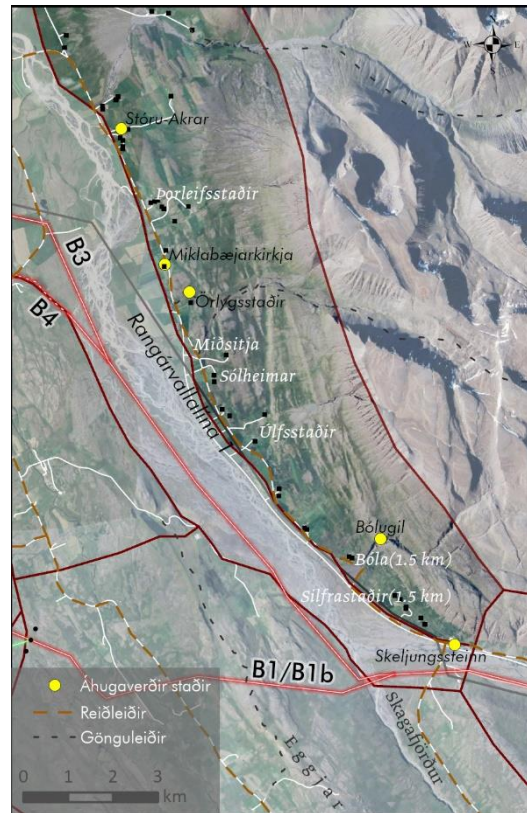 W E
Stóru-Akrar
Þorleifsstaðir
B3
Miklabæjarkirkja
B4
Örlygsstaðir
Rangárvallalína 1
Miðsitja
Sólheimar
Úlfsstaðir
Bólugil
Bóla(1.5 km)
Silfrastaðir(1.5 km)
Skeljungssteinn
B1/B1b
Skagafjörður
Eggjar
Áhugaverðir staðir
Reiðleiðir
Gönguleiðir
0 1 2 3
km